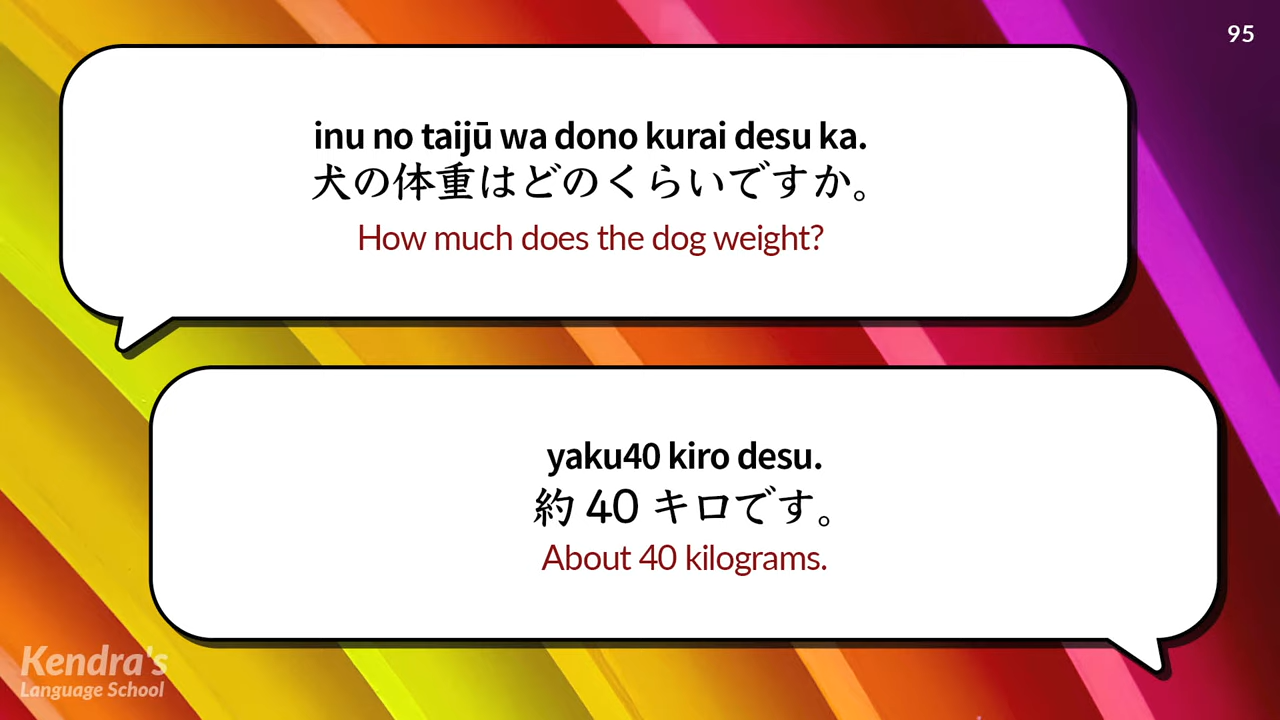 95
inu no taijū wa dono kurai desu ka.
犬の体重はどのくらいですか。
How much does the dog weight?
yaku40 kiro desu.
約 40 キロです。
About 40 kilograms.
Kendra's
Language School